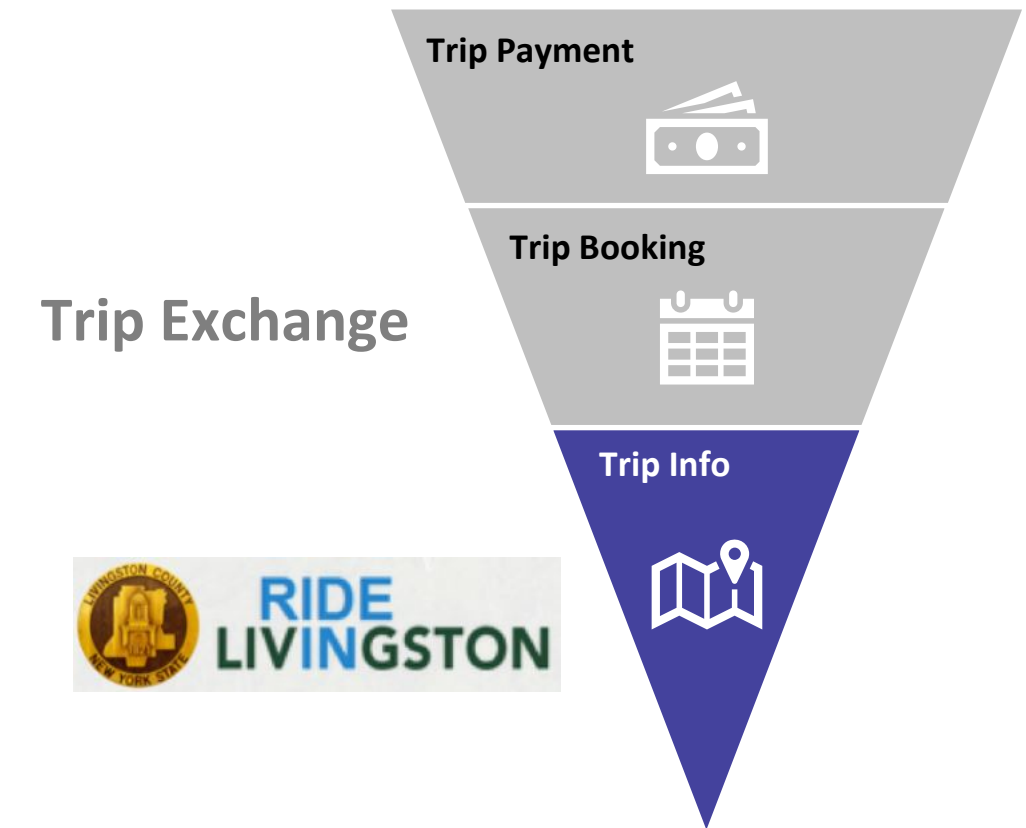 Trip Payment
Trip Booking
Trip Exchange
Trip Info
LIVINGSTON COUNTY
RIDE
LIVINGSTON
NEW YORK STATE